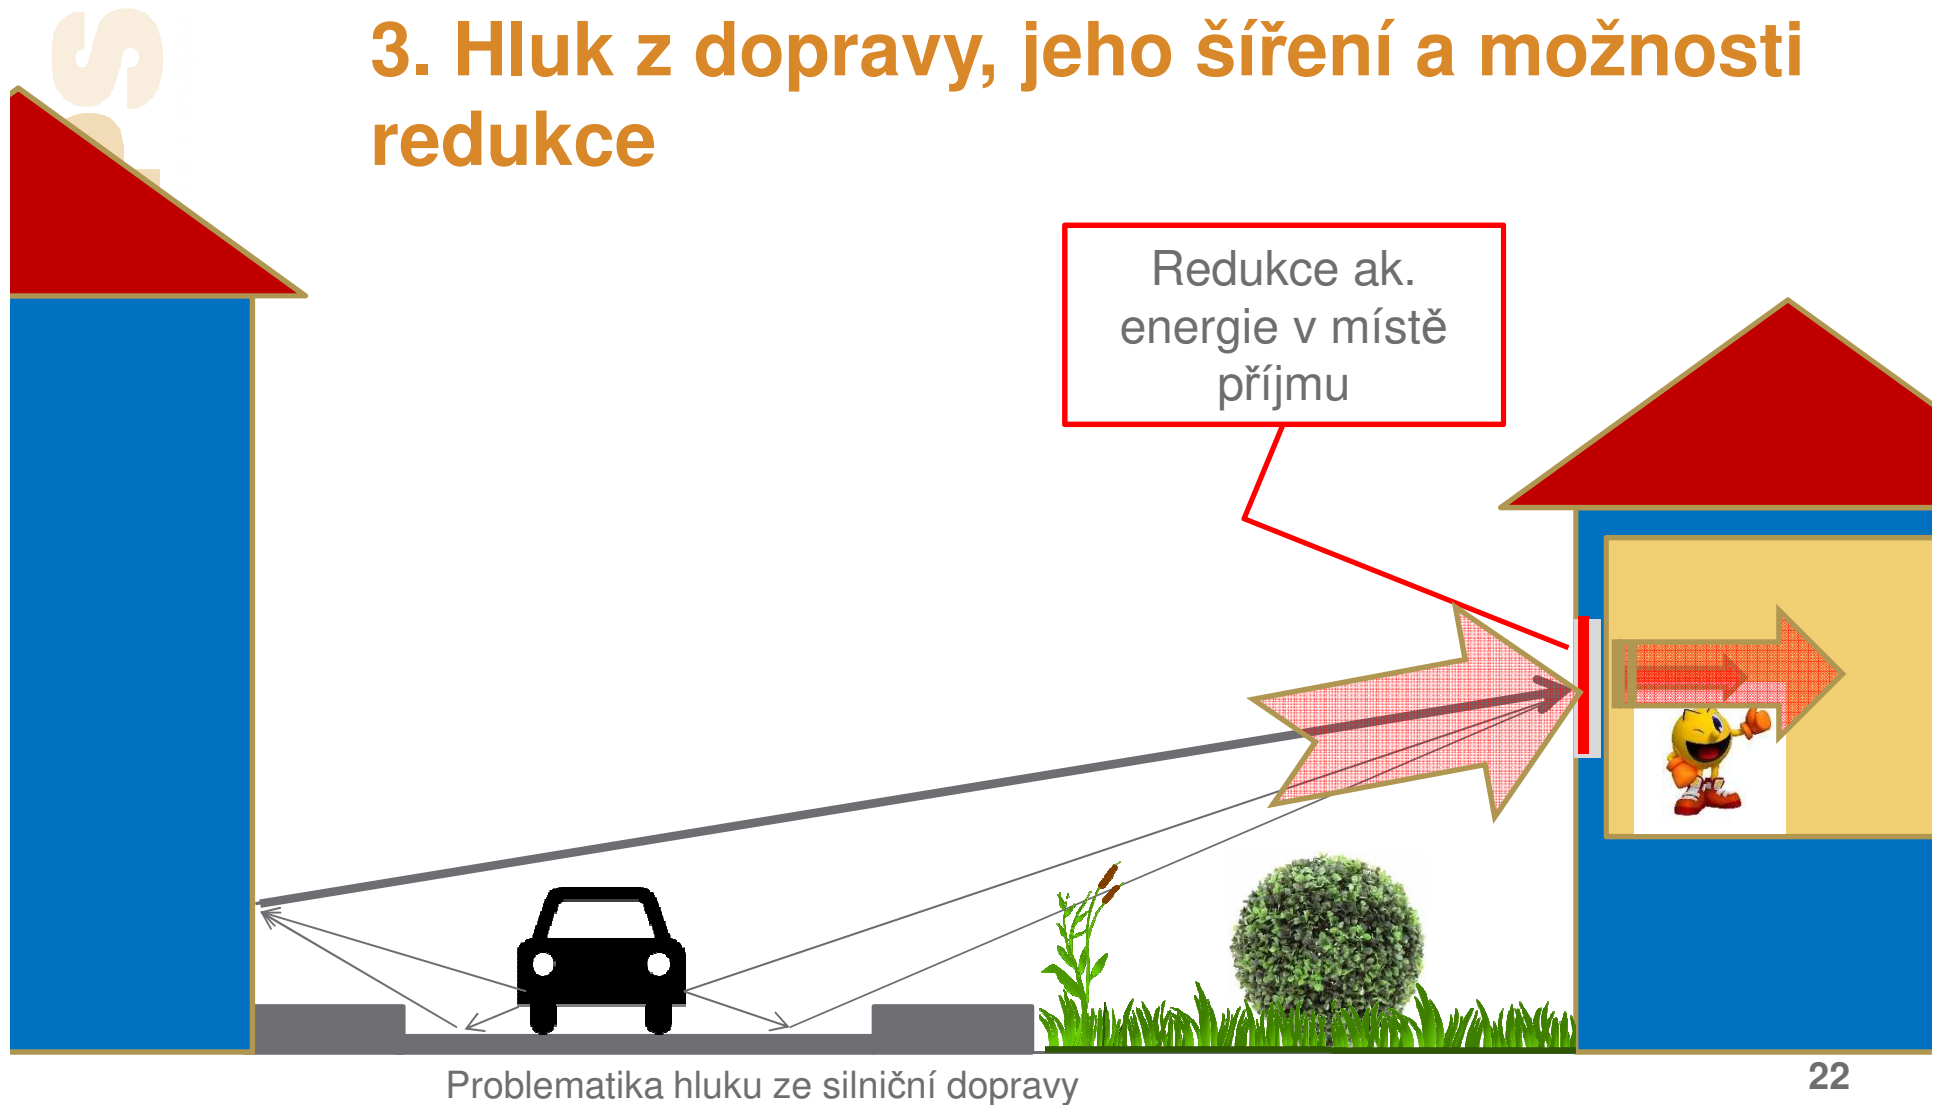 3. Hluk z dopravy, jeho šíření a možnosti
redukce
Redukce ak.
energie v místě
příjmu
Problematika hluku ze silniční dopravy
22